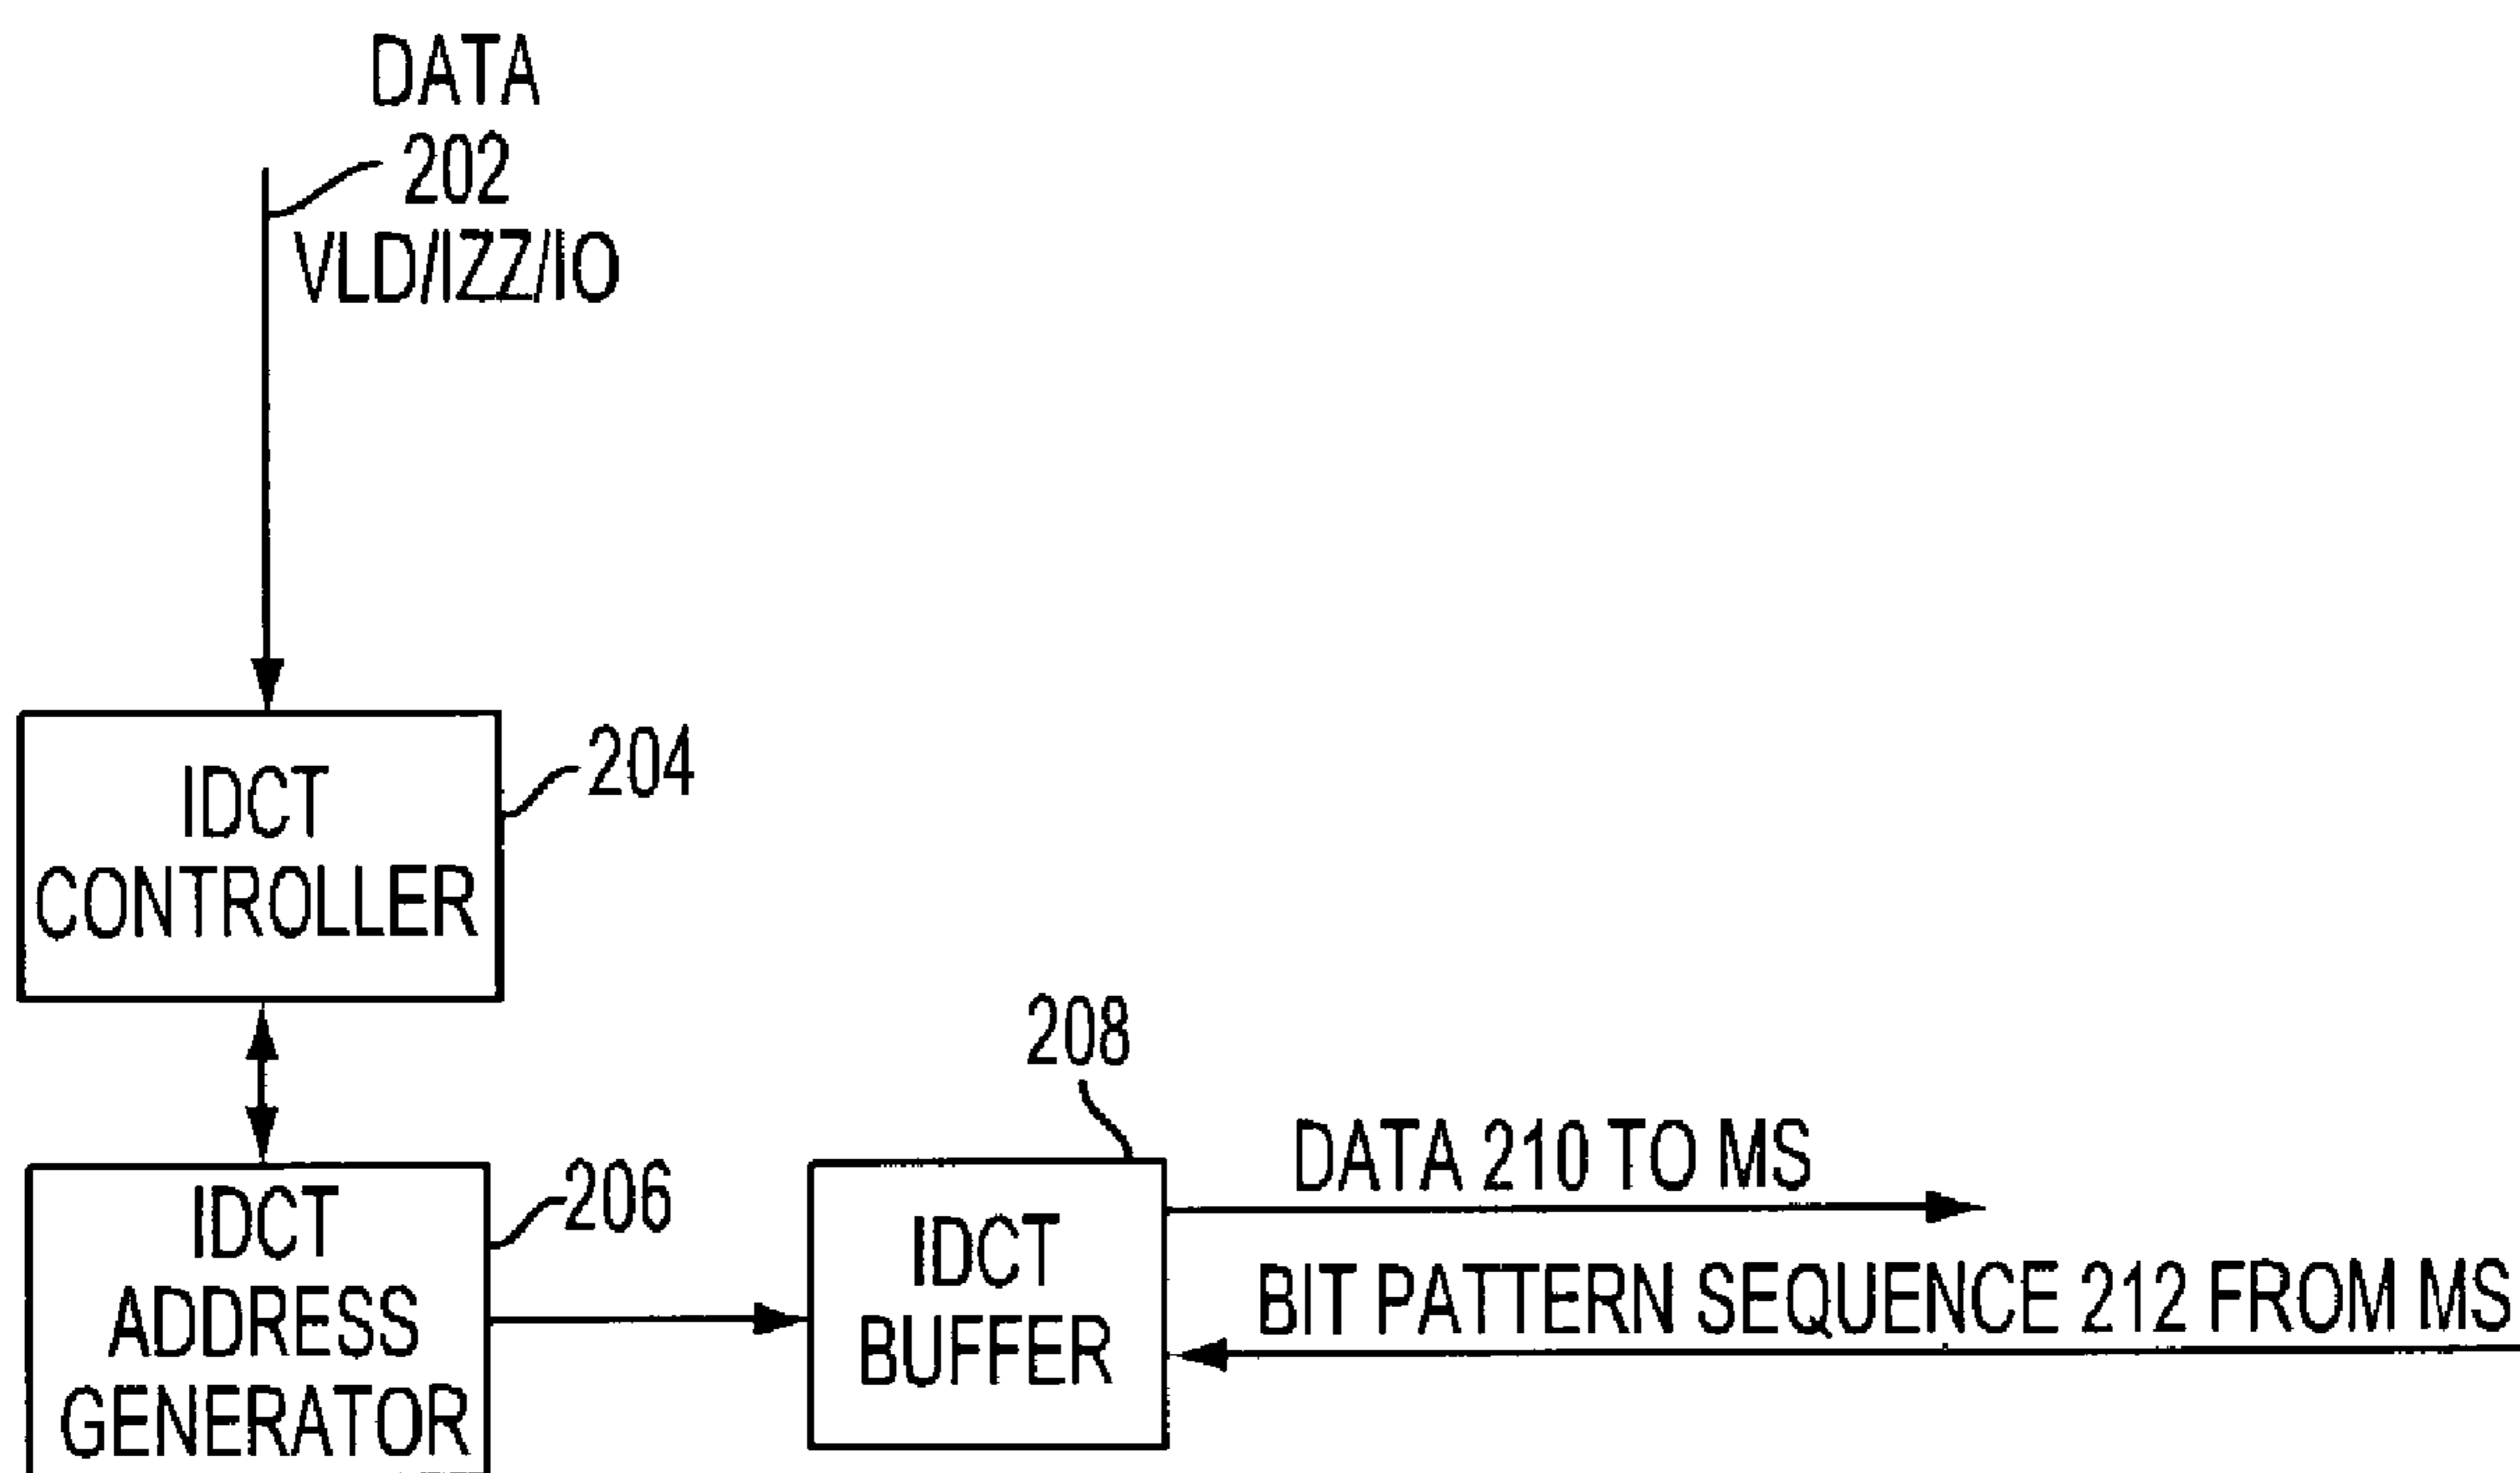 DATA
202
VLD/IZZ/IO
IDCT
CONTROLLER
204
208
IDCT
ADDRESS
GENERATOR
206
IDCT
BUFFER
DATA 210 TO MS
BIT PATTERN SEQUENCE 212 FROM MS